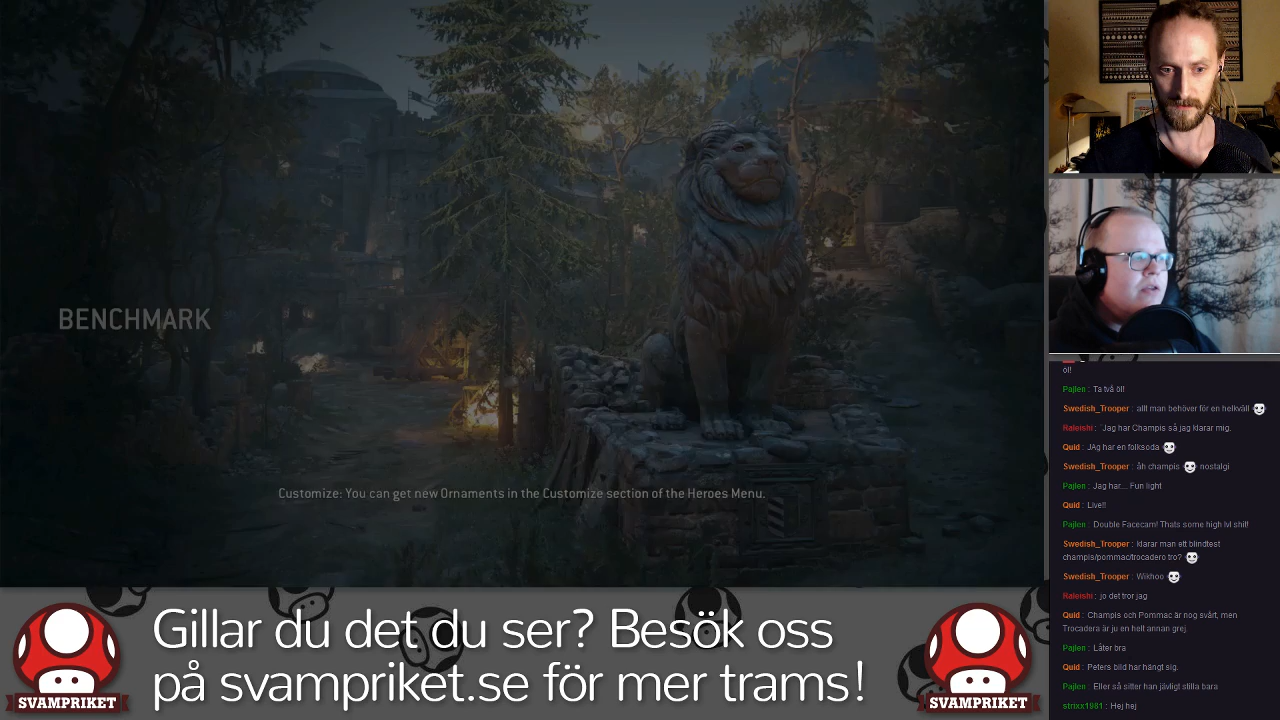 BENCHMARK
Customize: You can get new Ornaments in the Customize section of the Heroes Menu.
Gillar du det du ser? Besök oss
på svampriket.se för mer trams!
SVAMPRIKET
SVAMPRIKET
öl!
Pajlen : Ta två öl!
Swedish_Trooper : allt man behöver för en helkväll
Raleishi : ´Jag har Champis så jag klarar mig.
Quid : JAg har en folksoda
Swedish_Trooper : åh champis nostalgi
Pajlen : Jag har.... Fun light
Quid : Live!!
Pajlen : Double Facecam! Thats some high lvl shit!
Swedish_Trooper : klarar man ett blindtest
champis/pommac/trocadero tro?
Swedish_Trooper : Wikhoo
Raleishi : jo det tror jag
Quid : Champis och Pommac är nog svårt, men
Trocadera är ju en helt annan grej
Pajlen : Låter bra
Quid : Peters bild har hängt sig.
Pajlen : Eller så sitter han jävligt stilla bara
strixx1981 : Hej hej